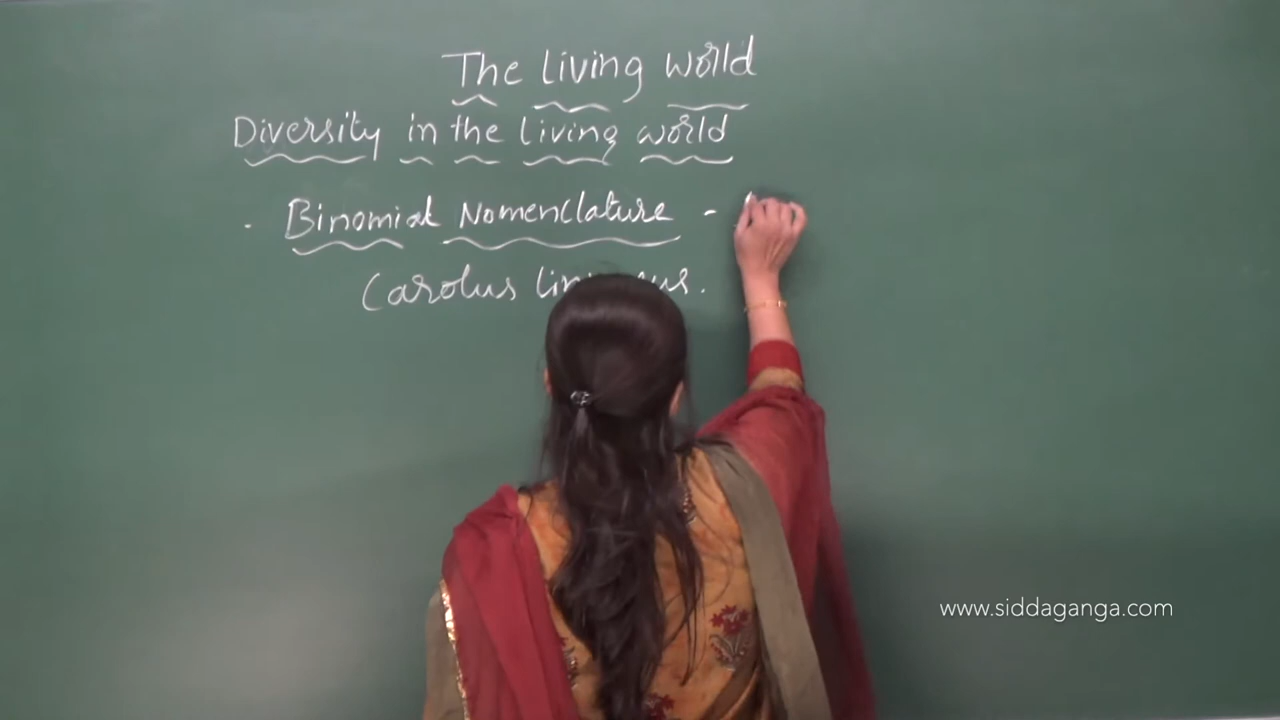 The living world
Diversity in the living world
. Binomial Nomenclature -
Carolus
www.siddaganga.com